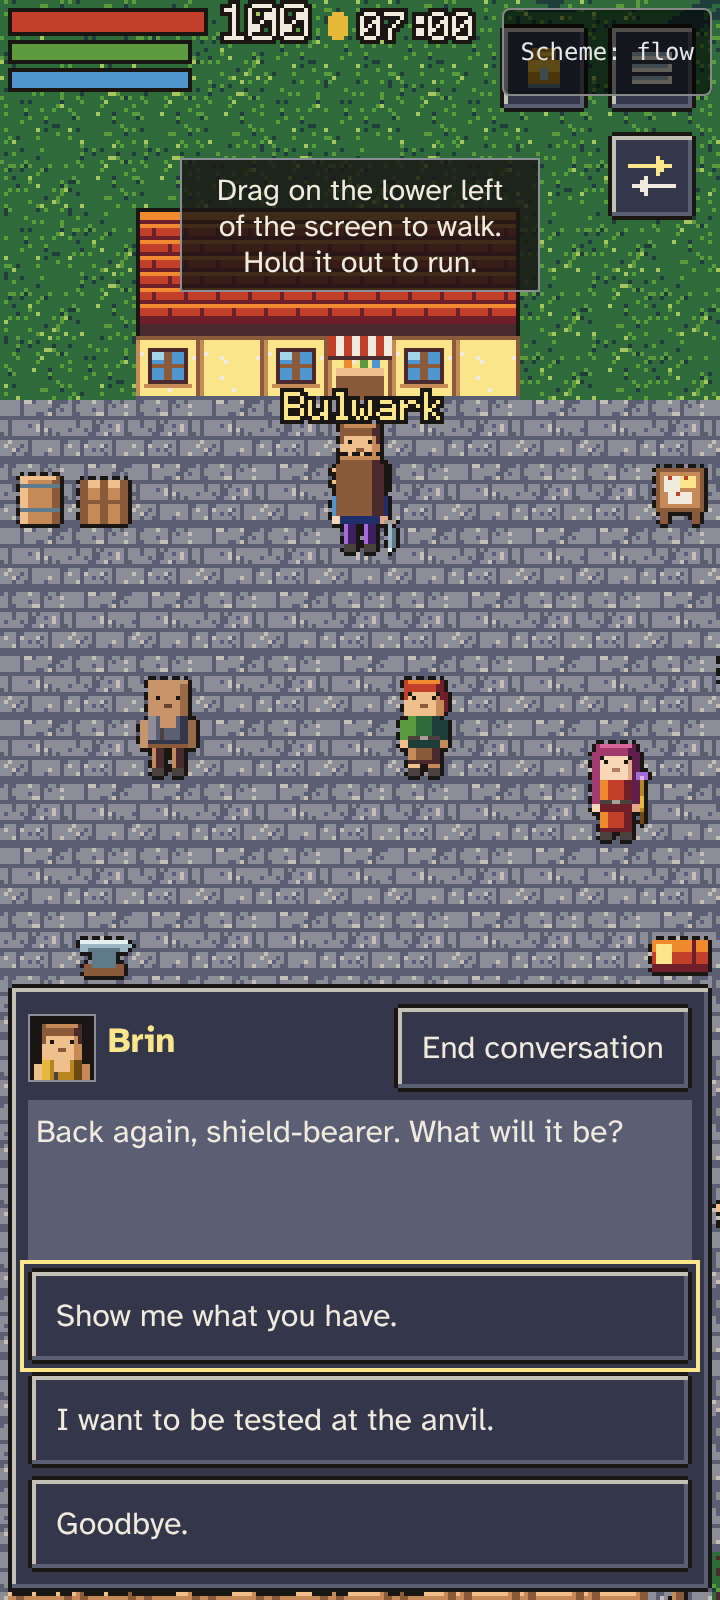 100 07:00
Scheme: flow
Drag on the lower left
of the screen to walk.
Hold it out to run.
Bulwark
Brin
End conversation
Back again, shield-bearer. What will it be?
Show me what you have.
I want to be tested at the anvil.
Goodbye.